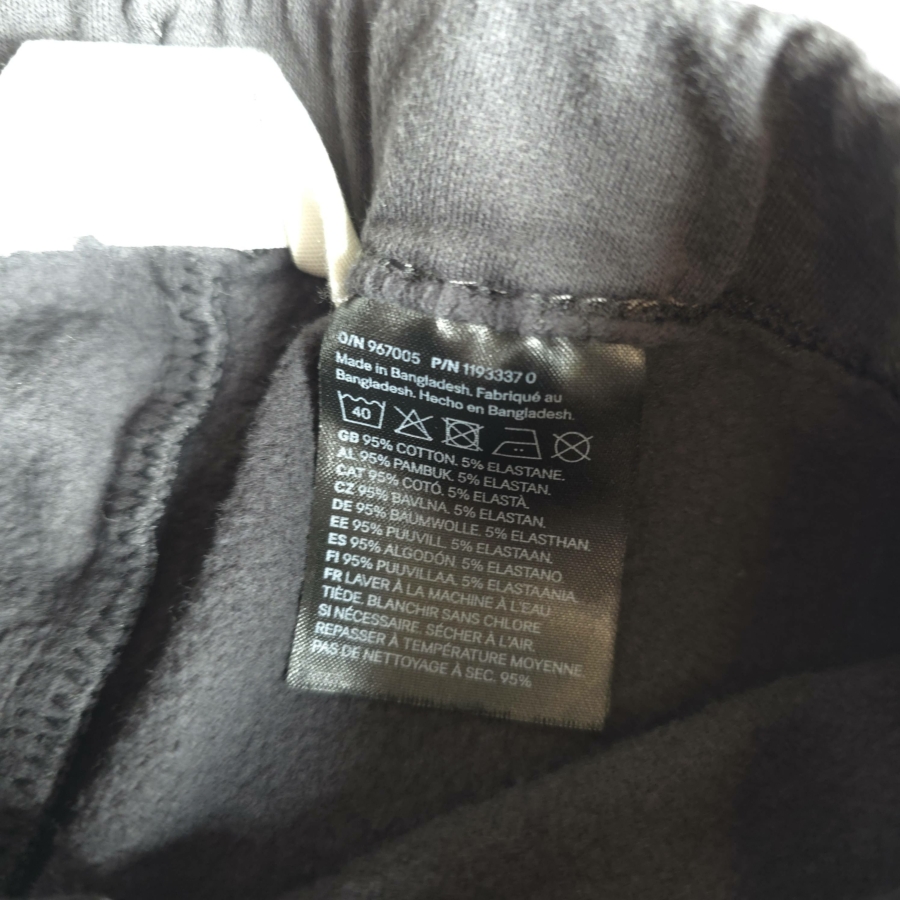 O/N 967005 P/N 1193337 0
Made in Bangladesh. Fabriqué au
Bangladesh. Hecho en Bangladesh.
40
GB 95% COTTON. 5% ELASTANE.
AL 95% PAMBUK. 5% ELASTAN.
CAT 95% COTÓ. 5% ELASTÀ.
CZ 95% BAVLNA. 5% ELASTAN.
DE 95% BAUMWOLLE. 5% ELASTHAN.
EE 95% PUUVILL. 5% ELASTAAN.
ES 95% ALGODÓN. 5% ELASTANO.
FI 95% PUUVILLAA. 5% ELASTAANIA.
FR LAVER À LA MACHINE À L'EAU
TIÈDE. BLANCHIR SANS CHLORE
SI NÉCESSAIRE. SÉCHER À L'AIR.
REPASSER À TEMPÉRATURE MOYENNE.
PAS DE NETTOYAGE À SEC. 95%